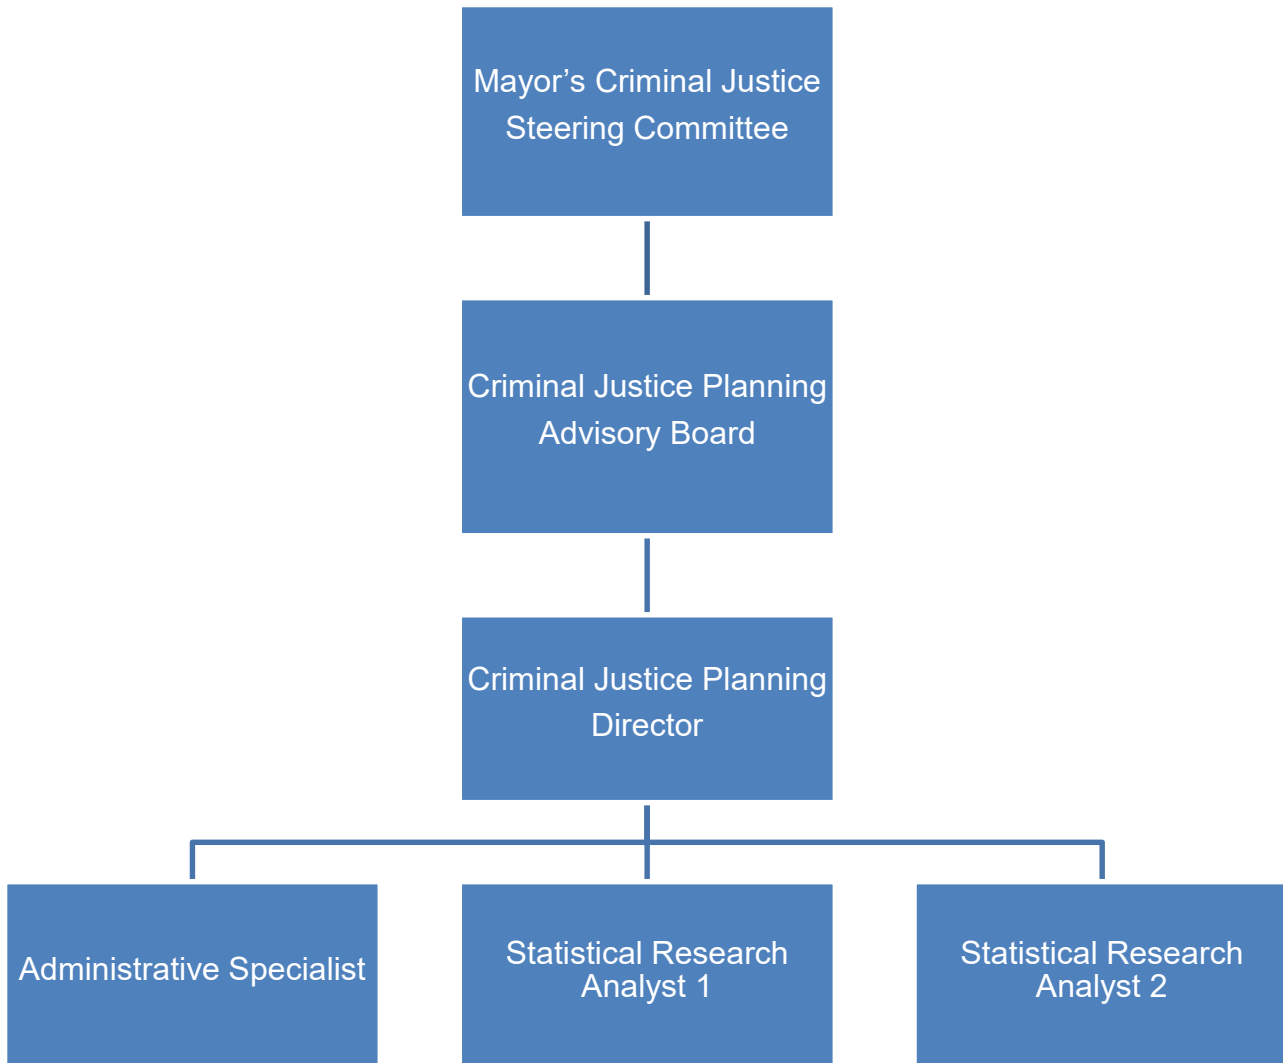 Mayor’s Criminal Justice
Steering Committee
Criminal Justice Planning
Advisory Board
Criminal Justice Planning
Director
Administrative Specialist
Statistical Research
Analyst 1
Statistical Research
Analyst 2